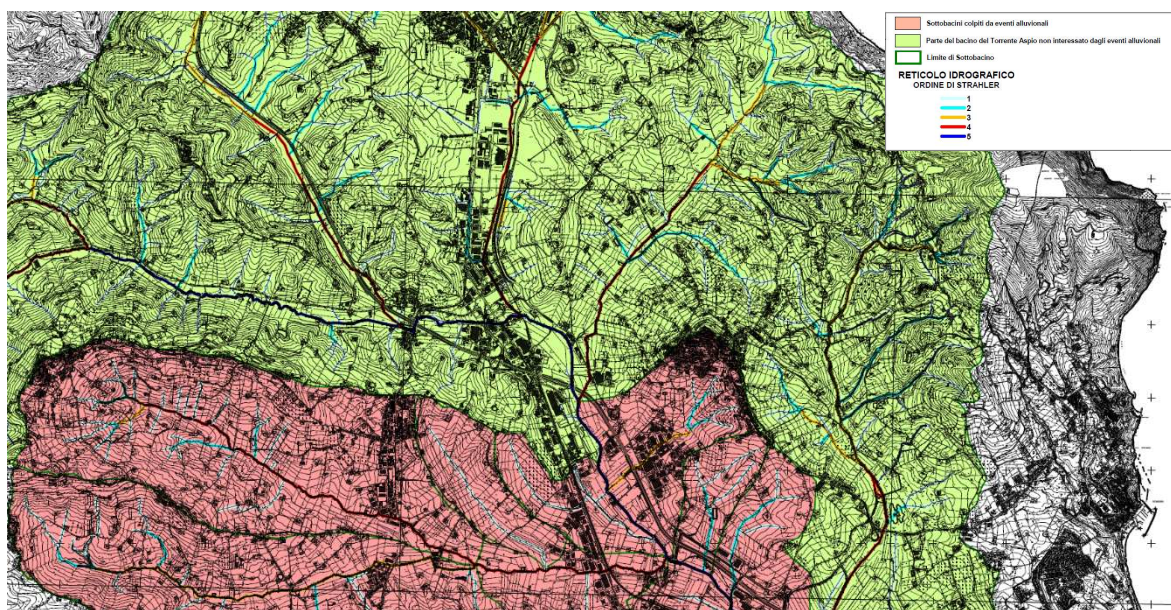 Sottobacini colpiti da eventi alluvionali
Parte del bacino del Torrente Aspio non interessato dagli eventi alluvionali
Limite di Sottobacino
RETICOLO IDROGRAFICO
ORDINE DI STRAHLER
1
2
3
4
5